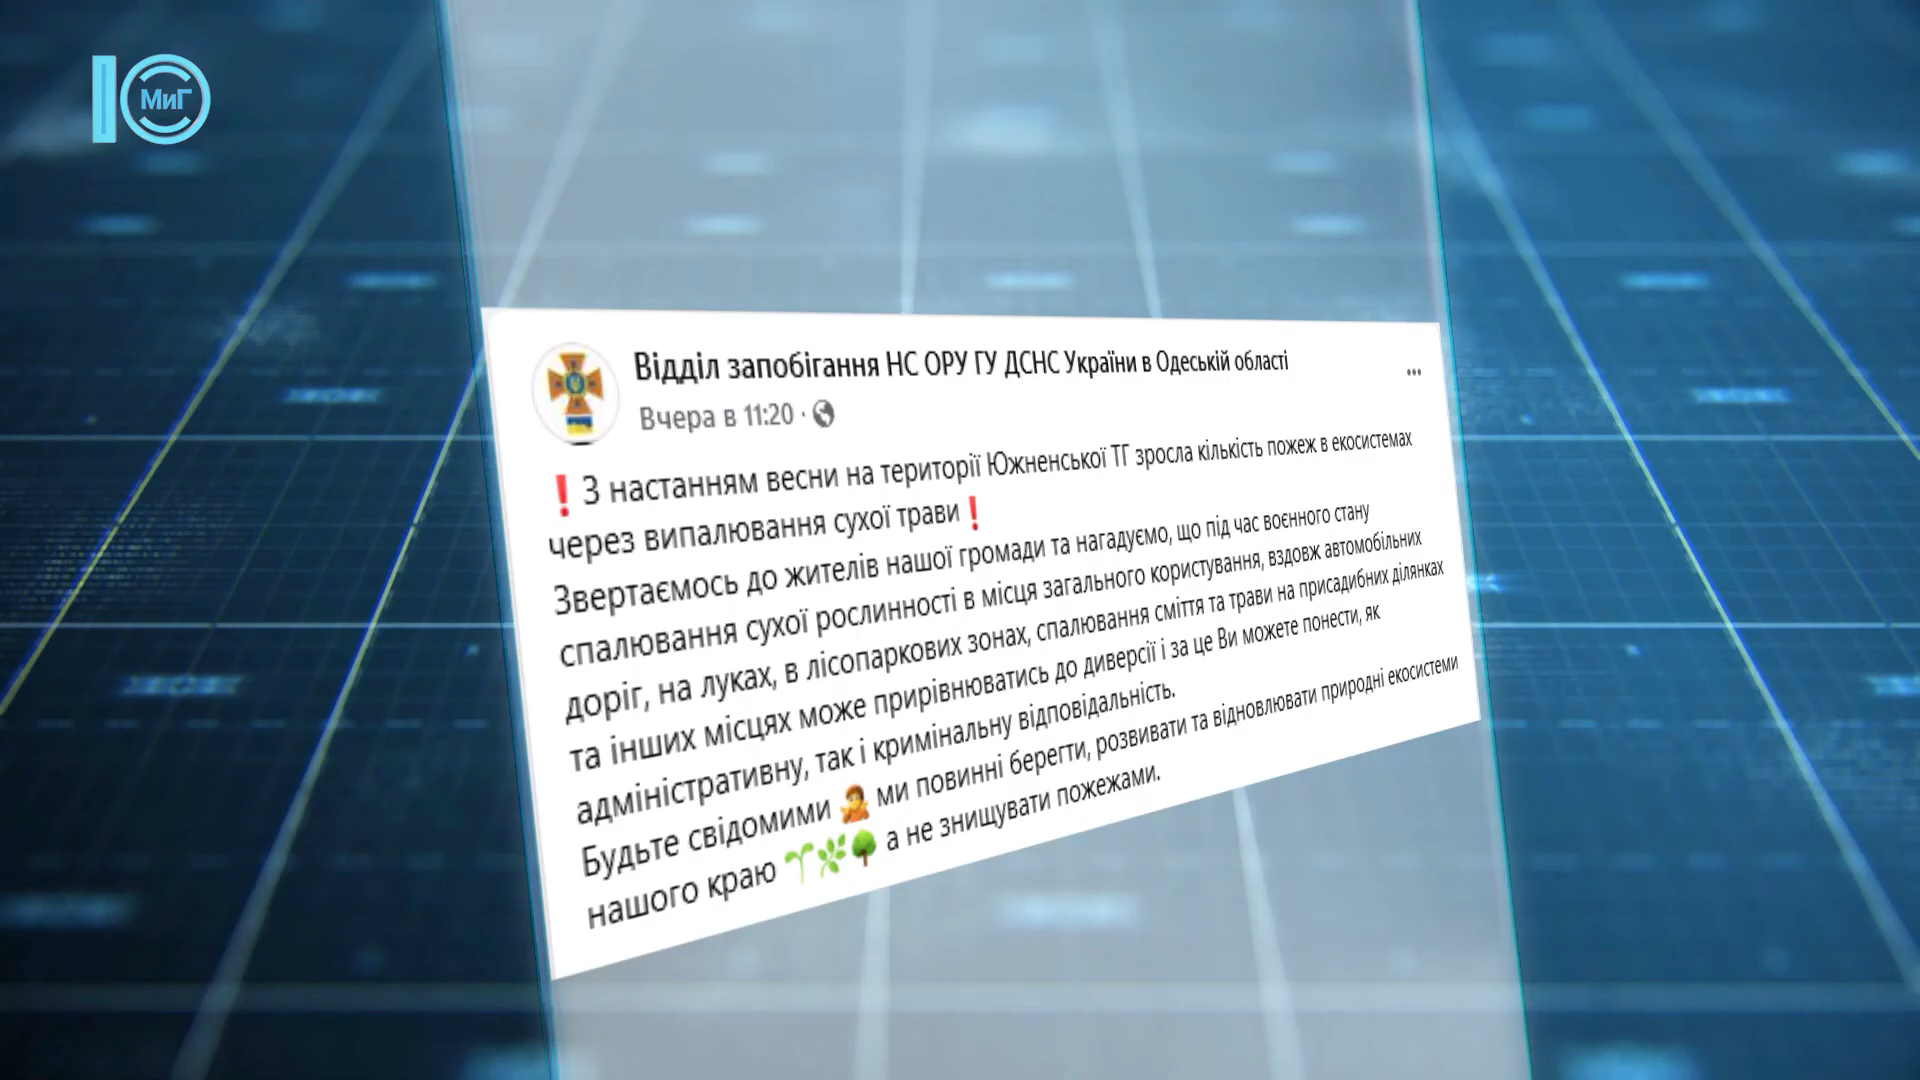 МиГ
Відділ запобігання НС ОРУ ГУ ДСНС України в Одеській області
Вчера в 11:20 ·
❗З настанням весни на території Южненської ТГ зросла кількість пожеж в екосистемах
через випалювання сухої трави❗
Звертаємось до жителів нашої громади та нагадуємо, що під час воєнного стану
спалювання сухої рослинності в місця загального користування, вздовж автомобільних
доріг, на луках, в лісопаркових зонах, спалювання сміття та трави на присадибних ділянках
та інших місцях може прирівнюватись до диверсії і за це Ви можете понести, як
адміністративну, так і кримінальну відповідальність.
Будьте свідомими 🙅 ми повинні берегти, розвивати та відновлювати природні екосистеми
нашого краю 🌱🌿🌳 а не знищувати пожежами.